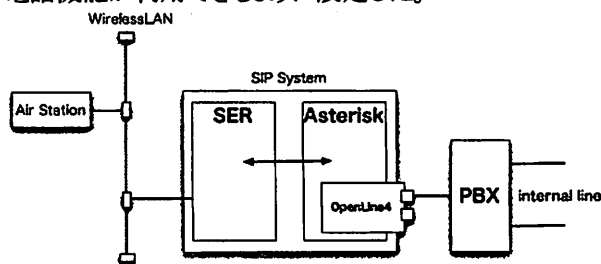 WirelessLAN
SIP System
Air Station
SER
Asterisk
OpenLine4
PBX
internal line